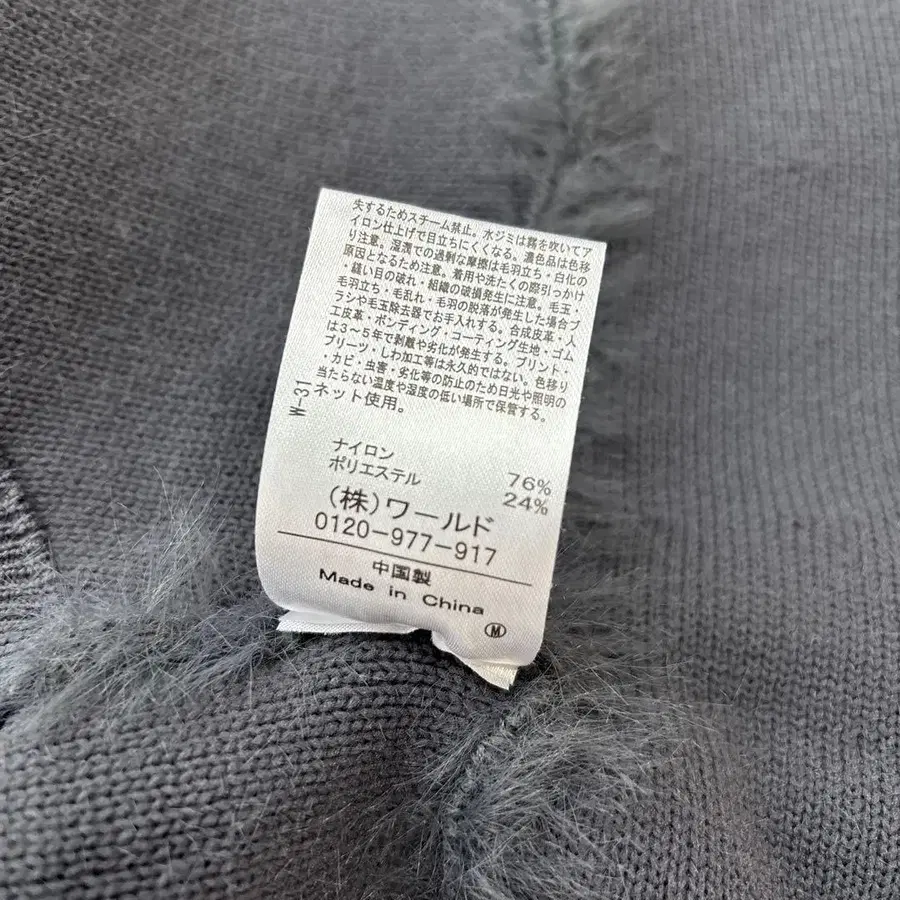 失するためスチーム禁止。水ジミは霧を吹いてア
イロン仕上げで目立ちにくくなる。濃色品は色移
り注意。湿潤での過剰な摩擦は毛羽立ち・白化の
原因となるため注意。着用や洗たくの際引っかけ
・縫い目の破れ・組織の破損発生に注意。毛玉・
毛羽立ち・毛乱れ・毛羽の脱落が発生した場合ブ
ラシや毛玉除去器でお手入れする。合成皮革・人
工皮革・ボンディング・コーティング生地・ゴム
は3～5年で剥離や劣化が発生する。プリント・
プリーツ・しわ加工等は永久的ではない。色移り
・カビ・虫害・劣化等の防止のため日光や照明の
当たらない温度や湿度の低い場所で保管する。
ネット使用。
W-31
ナイロン 76%
ポリエステル 24%
(株)ワールド
0120-977-917
中国製
Made in China
M